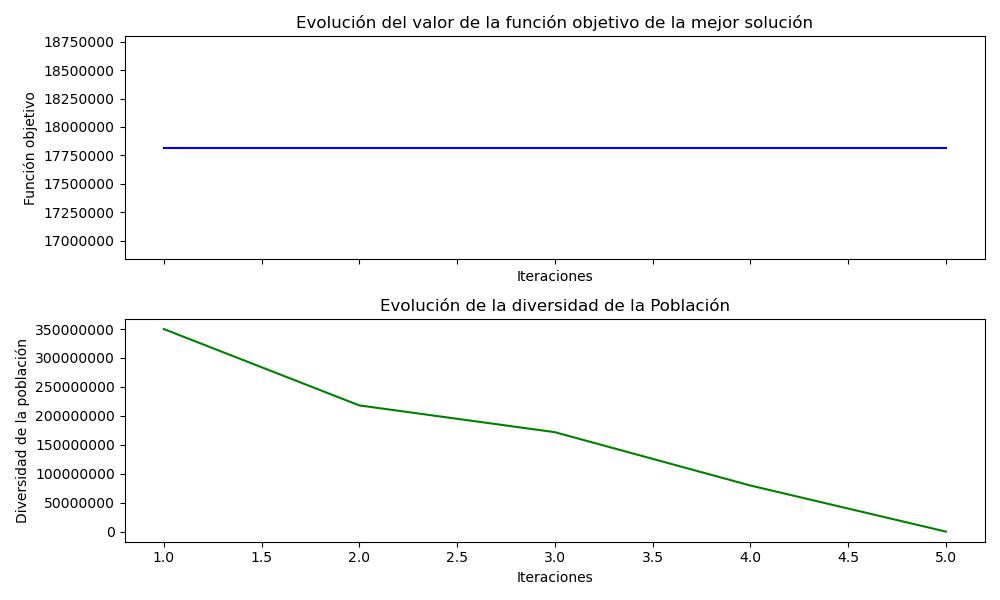 Evolución del valor de la función objetivo de la mejor solución
18750000
18500000
18250000
18000000
17750000
17500000
17250000
17000000
Función objetivo
Iteraciones
Evolución de la diversidad de la Población
350000000
300000000
250000000
200000000
150000000
100000000
50000000
0
Diversidad de la población
1.0 1.5 2.0 2.5 3.0 3.5 4.0 4.5 5.0
Iteraciones